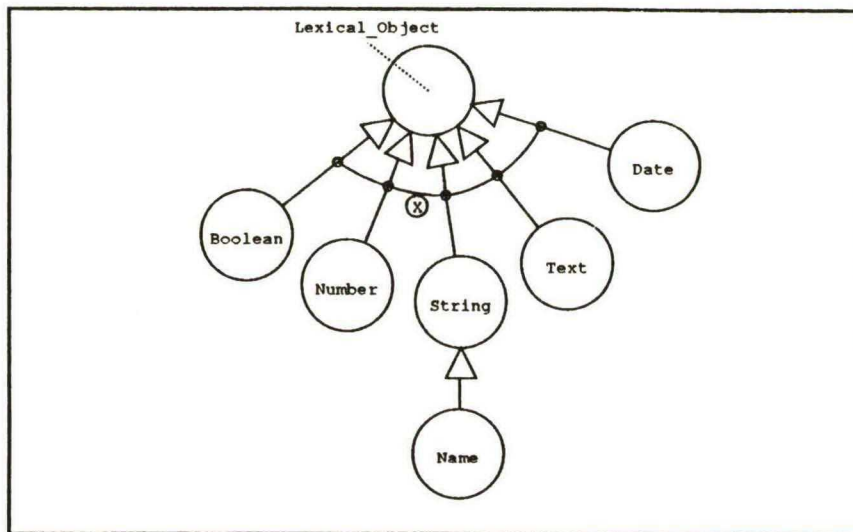 Lexical_Object
Date
Boolean
X
Text
Number
String
Name